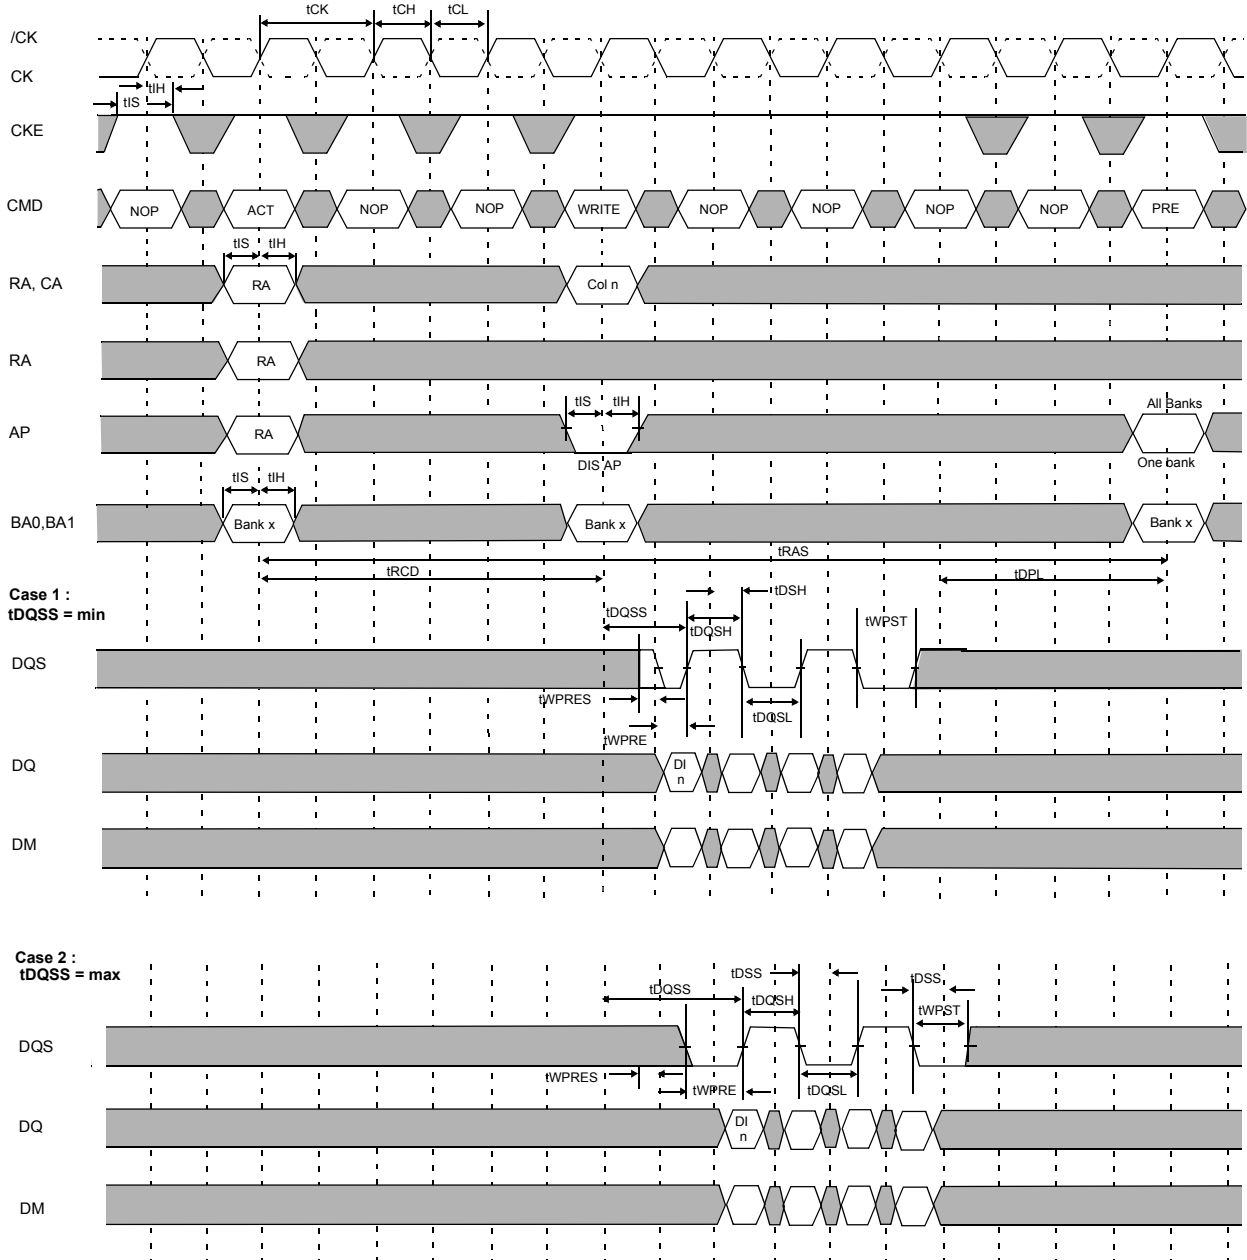 tCK tCH tCL
/CK
CK
tIS tIH
CKE
CMD NOP ACT NOP NOP WRITE NOP NOP NOP NOP PRE
tIS tIH
RA, CA RA Col n
RA RA
tIS tIH All Banks
AP RA
DIS AP One bank
tIS tIH
BA0,BA1 Bank x Bank x Bank x
tRAS
tRCD tDPL
Case 1 :
tDQSS = min
tDSH
tDQSS tDQSH tWPST
DQS
tWPRES tDQSL
tWPRE
DQ DI
n
DM
Case 2 :
tDQSS = max
tDSS tDSS
tDQSS tDQSH tWPST
DQS
tWPRES tWPRE tDQSL
DQ DI
n
DM